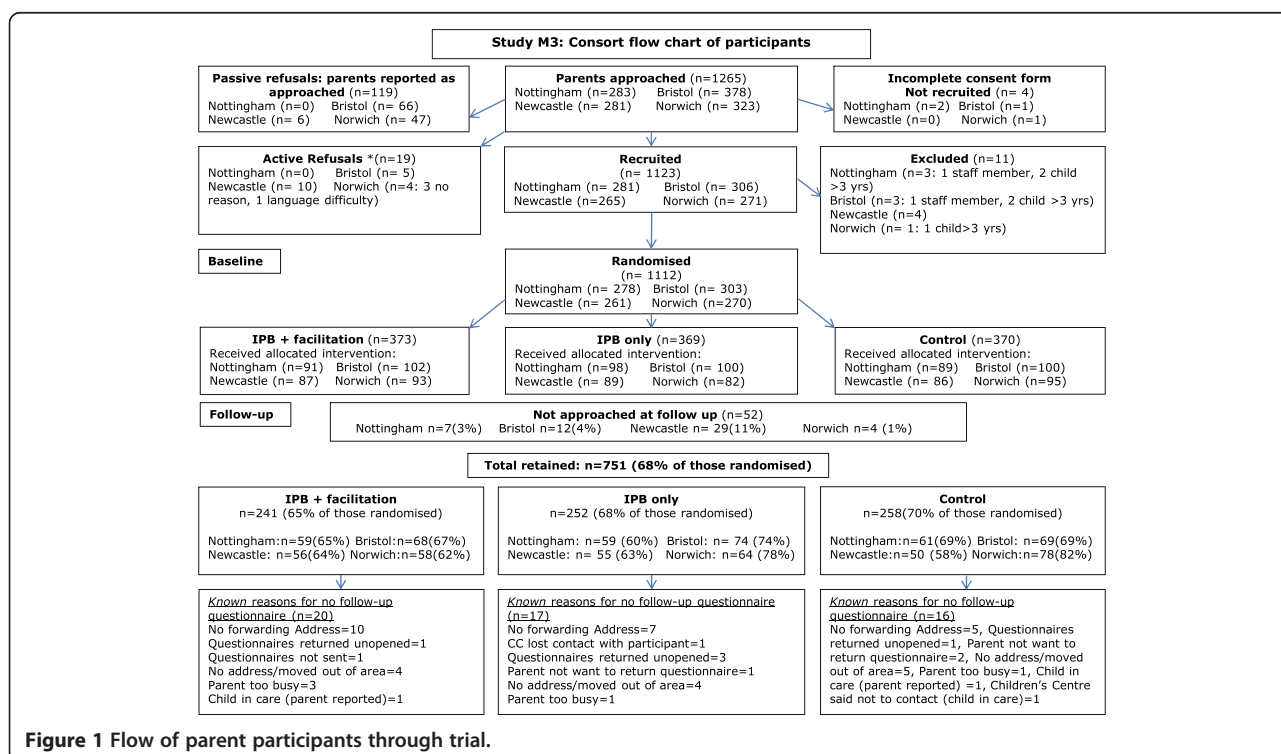 Study M3: Consort flow chart of participants
Passive refusals: parents reported as
approached (n=119)
Nottingham (n=0) Bristol (n= 66)
Newcastle (n= 6) Norwich (n= 47)
Parents approached (n=1265)
Nottingham (n=283) Bristol (n= 378)
Newcastle (n= 281) Norwich (n= 323)
Incomplete consent form
Not recruited (n= 4)
Nottingham (n=2) Bristol (n=1)
Newcastle (n=0) Norwich (n=1)
Active Refusals *(n=19)
Nottingham (n=0) Bristol (n= 5)
Newcastle (n= 10) Norwich (n=4: 3 no
reason, 1 language difficulty)
Recruited
(n= 1123)
Nottingham (n= 281) Bristol (n= 306)
Newcastle (n=265) Norwich (n= 271)
Excluded (n=11)
Nottingham (n=3: 1 staff member, 2 child
>3 yrs)
Bristol (n=3: 1 staff member, 2 child >3 yrs)
Newcastle (n=4)
Norwich (n= 1: 1 child>3 yrs)
Baseline
Randomised
(n= 1112)
Nottingham (n= 278) Bristol (n= 303)
Newcastle (n= 261) Norwich (n=270)
IPB + facilitation (n=373)
Received allocated intervention:
Nottingham (n=91) Bristol (n= 102)
Newcastle (n= 87) Norwich (n= 93)
IPB only (n=369)
Received allocated intervention:
Nottingham (n=98) Bristol (n= 100)
Newcastle (n= 89) Norwich (n=82)
Control (n=370)
Received allocated intervention:
Nottingham (n=89) Bristol (n=100)
Newcastle (n= 86) Norwich (n=95)
Follow-up
Not approached at follow up (n=52)
Nottingham n=7(3%) Bristol n=12(4%) Newcastle n= 29(11%) Norwich n=4 (1%)
Total retained: n=751 (68% of those randomised)
IPB + facilitation
n=241 (65% of those randomised)
Nottingham:n=59(65%) Bristol:n=68(67%)
Newcastle: n=56(64%) Norwich:n=58(62%)
IPB only
n=252 (68% of those randomised)
Nottingham: n=59 (60%) Bristol: n= 74 (74%)
Newcastle: n= 55 (63%) Norwich: n=64 (78%)
Control
n=258(70% of those randomised)
Nottingham:n=61(69%) Bristol: n=69(69%)
Newcastle:n=50 (58%) Norwich:n=78(82%)
Known reasons for no follow-up
questionnaire (n=20)
No forwarding Address=10
Questionnaires returned unopened=1
Questionnaires not sent=1
No address/moved out of area=4
Parent too busy=3
Child in care (parent reported)=1
Known reasons for no follow-up questionnaire
(n=17)
No forwarding Address=7
CC lost contact with participant=1
Questionnaires returned unopened=3
Parent not want to return questionnaire=1
No address/moved out of area=4
Parent too busy=1
Known reasons for no follow-up
questionnaire (n=16)
No forwarding Address=5, Questionnaires
returned unopened=1, Parent not want to
return questionnaire=2, No address/moved
out of area=5, Parent too busy=1, Child in
care (parent reported) =1, Children's Centre
said not to contact (child in care)=1
Figure 1 Flow of parent participants through trial.